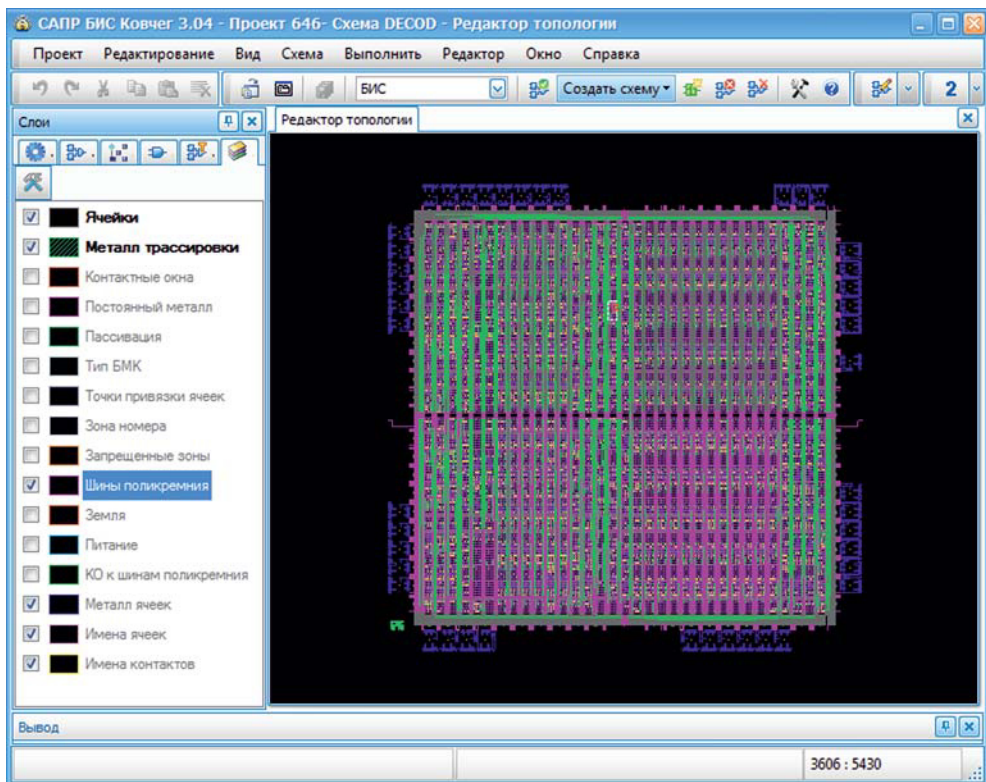 САПР БИС Ковчег 3.04 - Проект 646- Схема DECOD - Редактор топологии
Проект Редактирование Вид Схема Выполнить Редактор Окно Справка
БИС Создать схему 2
Слои
Редактор топологии
Ячейки
Металл трассировки
Контактные окна
Постоянный металл
Пассивация
Тип БМК
Точки привязки ячеек
Зона номера
Запрещенные зоны
Шины поликремния
Земля
Питание
КО к шинам поликремния
Металл ячеек
Имена ячеек
Имена контактов
Вывод
3606 : 5430